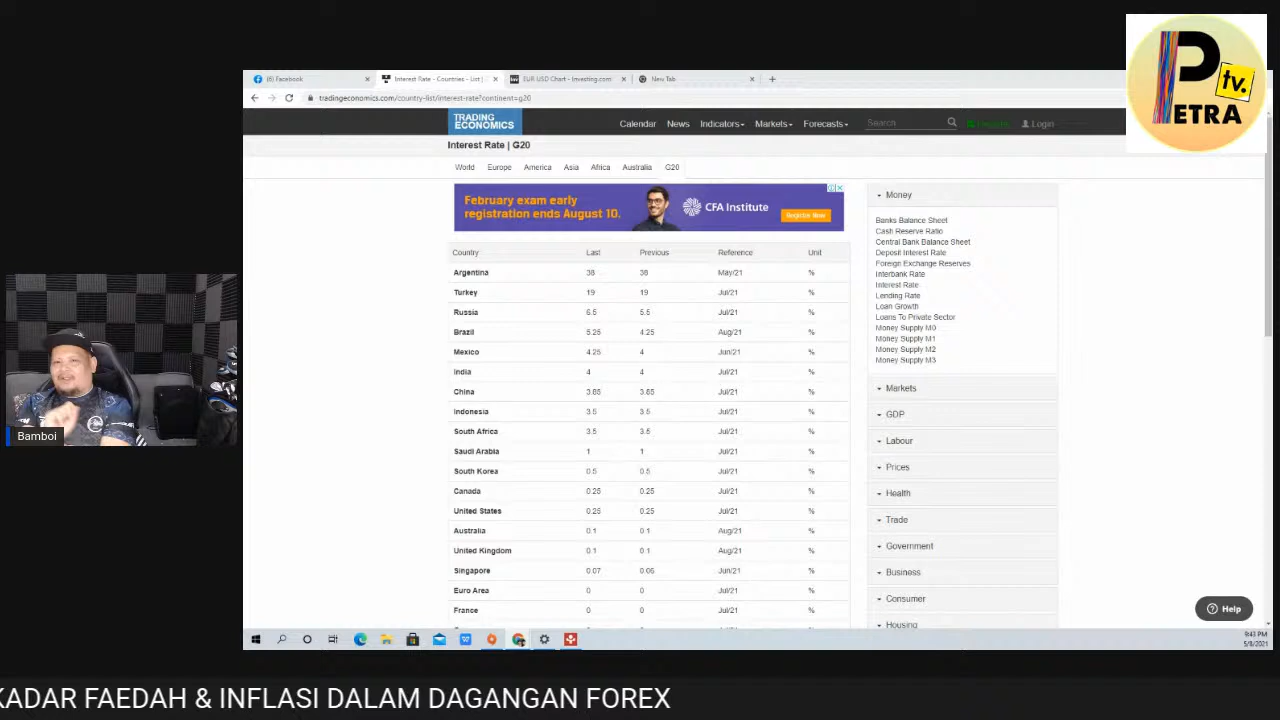 P
tv.
ETRA
(6) Facebook
Interest Rate - Countries - List |
EUR USD Chart - Investing.com
New Tab
tradingeconomics.com/country-list/interest-rate?continent=g20
TRADING
ECONOMICS
Calendar News Indicators Markets Forecasts Search Login
Interest Rate | G20
World Europe America Asia Africa Australia G20
February exam early
registration ends August 10.
CFA Institute
Register Now
Country Last Previous Reference Unit
Argentina 38 38 May/21 %
Turkey 19 19 Jul/21 %
Russia 6.5 5.5 Jul/21 %
Brazil 5.25 4.25 Aug/21 %
Mexico 4.25 4 Jun/21 %
India 4 4 Jul/21 %
China 3.85 3.85 Jul/21 %
Indonesia 3.5 3.5 Jul/21 %
South Africa 3.5 3.5 Jul/21 %
Saudi Arabia 1 1 Jul/21 %
South Korea 0.5 0.5 Jul/21 %
Canada 0.25 0.25 Jul/21 %
United States 0.25 0.25 Jul/21 %
Australia 0.1 0.1 Aug/21 %
United Kingdom 0.1 0.1 Aug/21 %
Singapore 0.07 0.06 Jun/21 %
Euro Area 0 0 Jul/21 %
France 0 0 Jul/21 %
Money
Banks Balance Sheet
Cash Reserve Ratio
Central Bank Balance Sheet
Deposit Interest Rate
Foreign Exchange Reserves
Interbank Rate
Interest Rate
Lending Rate
Loan Growth
Loans To Private Sector
Money Supply M0
Money Supply M1
Money Supply M2
Money Supply M3
Markets
GDP
Labour
Prices
Health
Trade
Government
Business
Consumer
Housing
Help
9:43 PM
5/8/2021
Bamboi
KADAR FAEDAH & INFLASI DALAM DAGANGAN FOREX